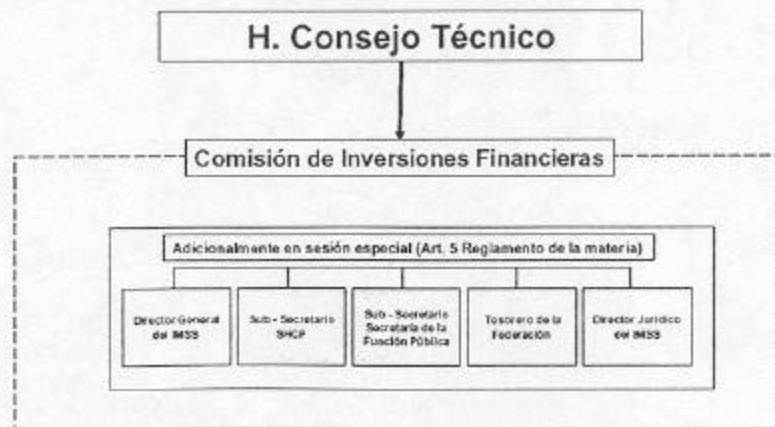 H. Consejo Técnico
Comisión de Inversiones Financieras
Adicionalmente en sesión especial (Art. 5 Reglamento de la materia)
Director General
del IMSS
Sub - Secretario
SHCP
Sub - Secretario
Secretaría de la
Función Pública
Tesorero de la
Federación
Director Jurídico
del IMSS